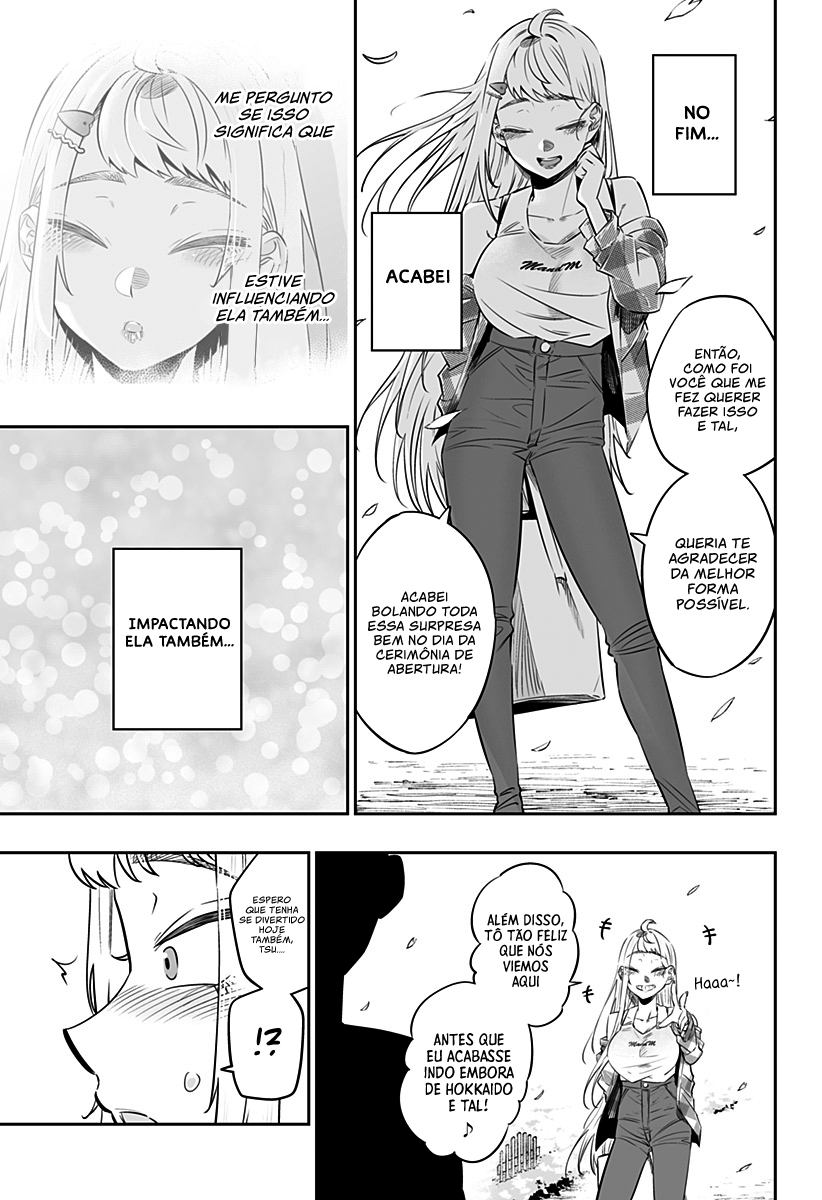 NO
FIM...
ACABEI
ENTÃO,
COMO FOI
VOCÊ QUE ME
FEZ QUERER
FAZER ISSO
E TAL,
QUERIA TE
AGRADECER
DA MELHOR
FORMA
POSSÍVEL.
ACABEI
BOLANDO TODA
ESSA SURPRESA
BEM NO DIA DA
CERIMÔNIA DE
ABERTURA!
MandM
ME PERGUNTO
SE ISSO
SIGNIFICA QUE
ESTIVE
INFLUENCIANDO
ELA TAMBÉM...
IMPACTANDO
ELA TAMBÉM...
ALÉM DISSO,
TÔ TÃO FELIZ
QUE NÓS
VIEMOS
AQUI
ANTES QUE
EU ACABASSE
INDO EMBORA
DE HOKKAIDO
E TAL!
♪
Haaa~!
MandM
ESPERO
QUE TENHA
SE DIVERTIDO
HOJE
TAMBÉM,
TSU....
!?